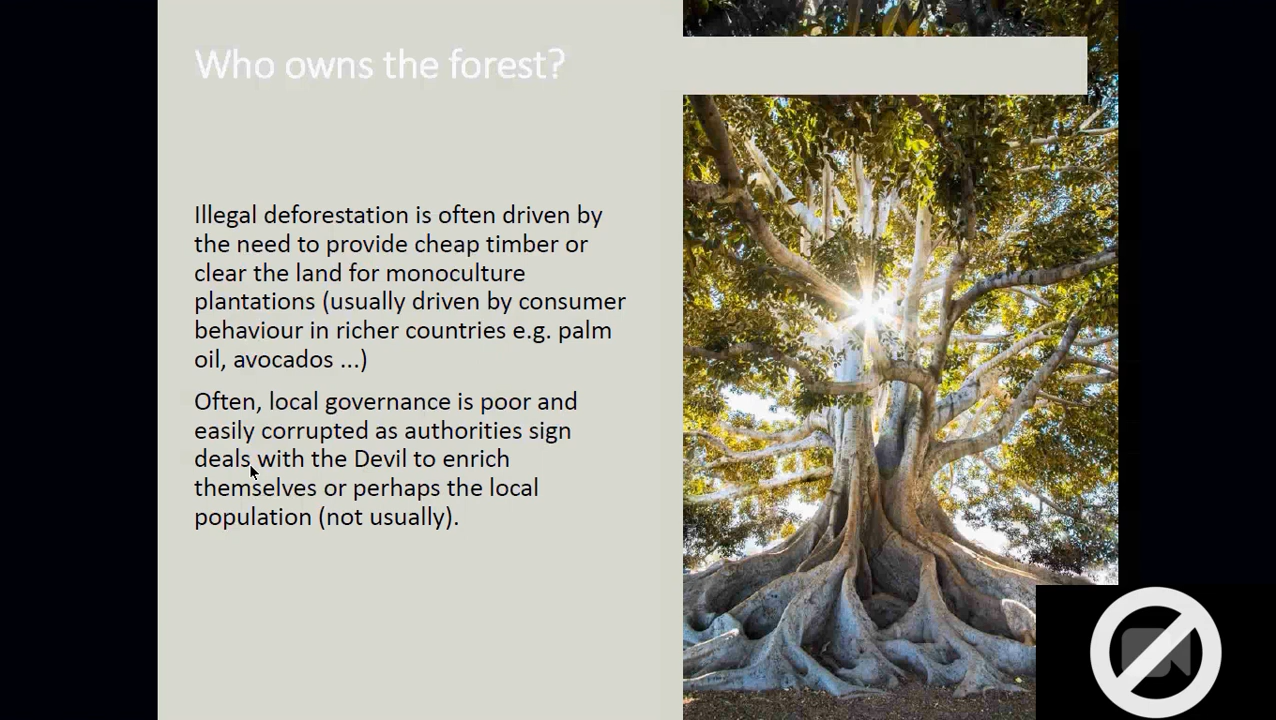 Who owns the forest?
Illegal deforestation is often driven by
the need to provide cheap timber or
clear the land for monoculture
plantations (usually driven by consumer
behaviour in richer countries e.g. palm
oil, avocados ...)
Often, local governance is poor and
easily corrupted as authorities sign
deals with the Devil to enrich
themselves or perhaps the local
population (not usually).